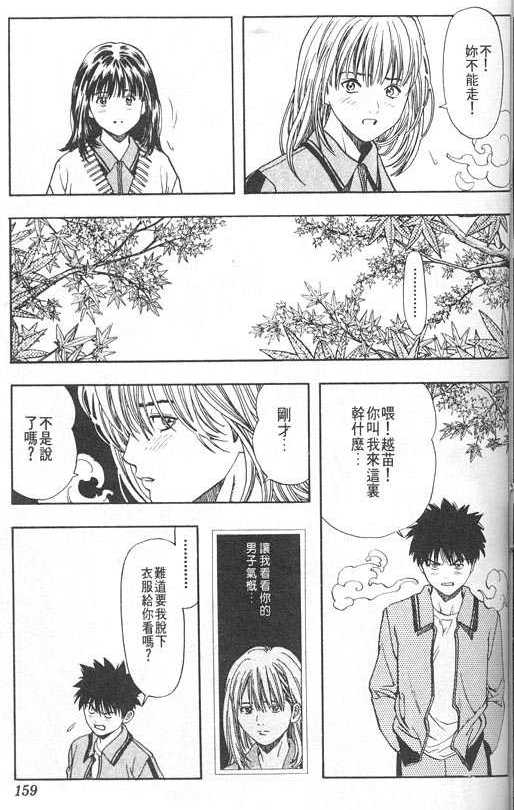 不！
妳不能走！
…………
喂！越苗！
你叫我來這裏
幹什麼…
剛才…
不是說
了嗎？
讓我看看你的
男子氣慨…
…………
難道要我脫下
衣服給你看嗎？
159